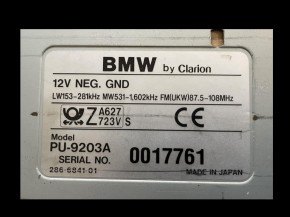 BMW by Clarion
12V NEG. GND
LW153-281kHz MW531-1,602kHz FM(UKW)87.5-108MHz
Z A627
723V S
CE
Model
PU-9203A
SERIAL NO. 0017761
286-6841-01 MADE IN JAPAN